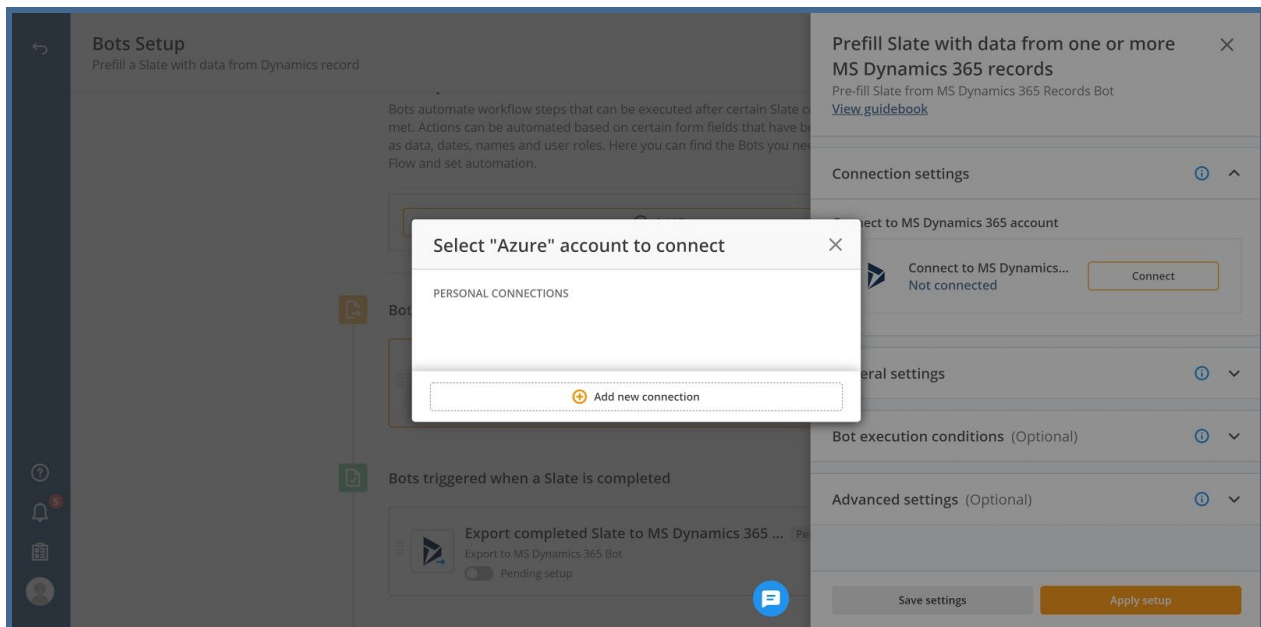 Bots Setup
Prefill a Slate with data from Dynamics record
Bots automate workflow steps that can be executed after certain Slate
met. Actions can be automated based on certain form fields that have
as data, dates, names and user roles. Here you can find the Bots you
Flow and set automation.
Bots triggered when a Slate is completed
Export completed Slate to MS Dynamics 365 ...
Export to MS Dynamics 365 Bot
Pending setup
5
Select "Azure" account to connect
PERSONAL CONNECTIONS
Add new connection
Prefill Slate with data from one or more
MS Dynamics 365 records
Pre-fill Slate from MS Dynamics 365 Records Bot
View guidebook
Connection settings
to MS Dynamics 365 account
Connect to MS Dynamics...
Not connected
Connect
settings
Bot execution conditions (Optional)
Advanced settings (Optional)
Save settings
Apply setup